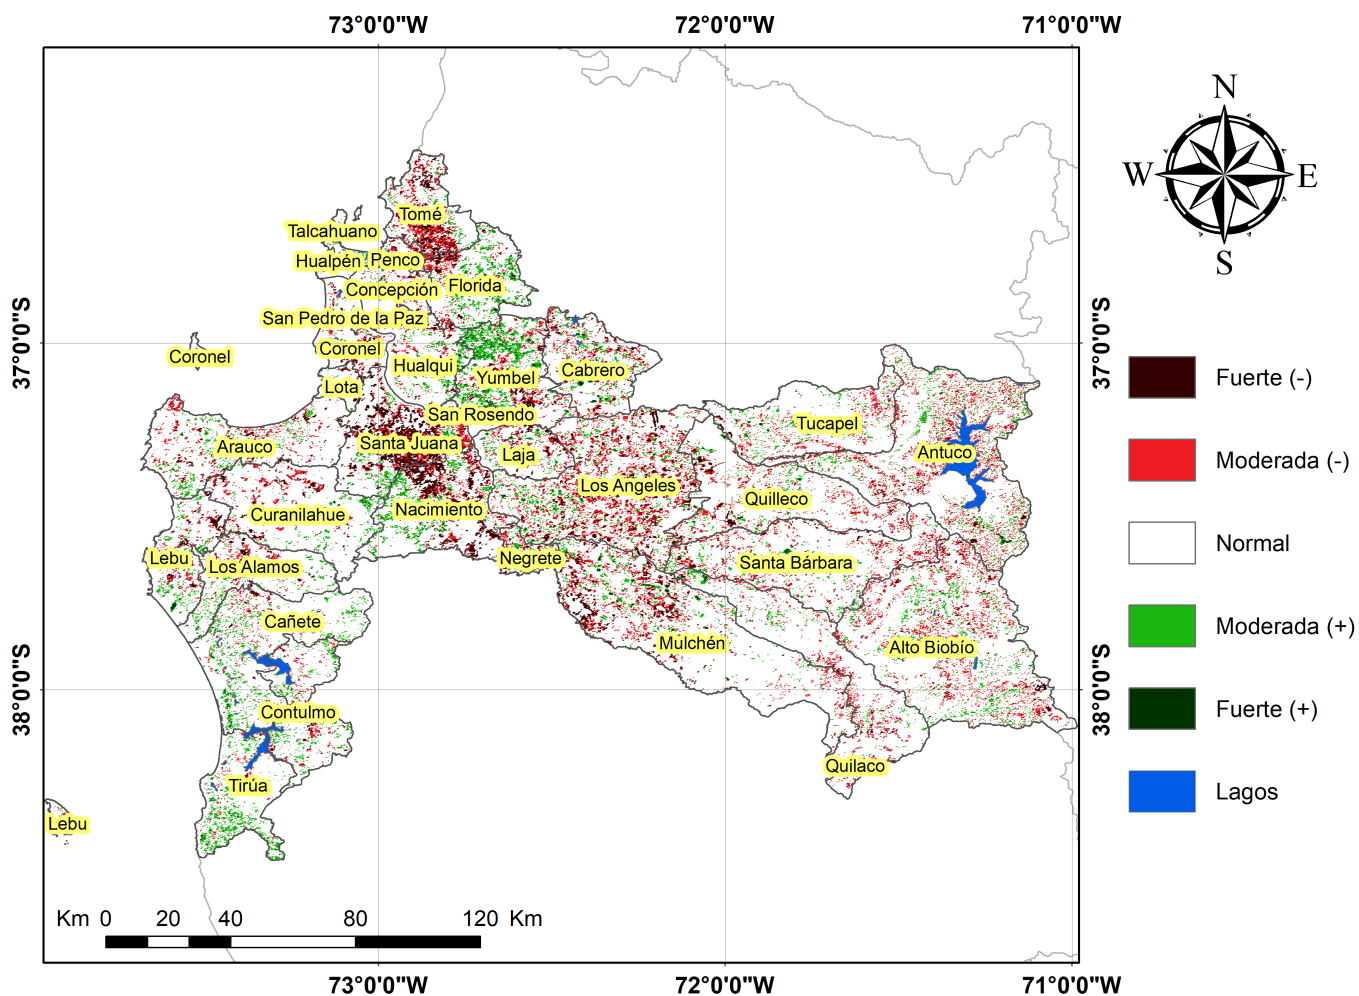 73°0'0"W
72°0'0"W
71°0'0"W
N
W
E
S
37°0'0"S
37°0'0"S
38°0'0"S
38°0'0"S
Tomé
Talcahuano
Hualpén
Penco
Concepción
Florida
San Pedro de la Paz
Coronel
Coronel
Hualqui
Yumbel
Cabrero
Lota
San Rosendo
Tucapel
Arauco
Santa Juana
Laja
Antuco
Los Angeles
Quilleco
Curanilahue
Nacimiento
Lebu
Los Alamos
Negrete
Santa Bárbara
Cañete
Mulchén
Alto Biobío
Contulmo
Quilaco
Tirúa
Lebu
Fuerte (-)
Moderada (-)
Normal
Moderada (+)
Fuerte (+)
Lagos
Km 0 20 40 80 120 Km
73°0'0"W
72°0'0"W
71°0'0"W